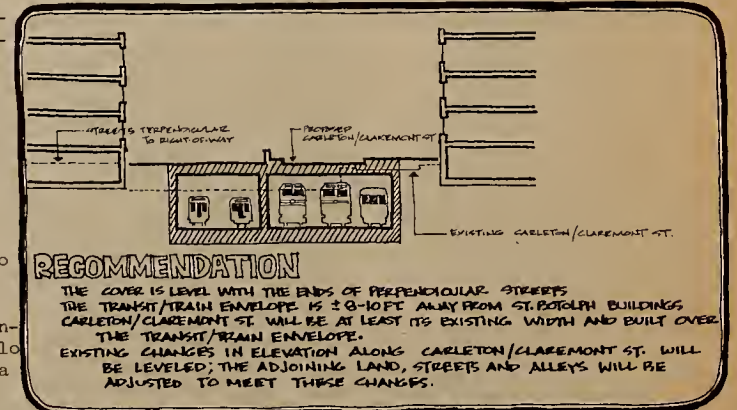 STREETS PERPENDICULAR
TO RIGHT-OF-WAY
PROPOSED
CARLETON/CLAREMONT ST
EXISTING CARLETON/CLAREMONT ST.
RECOMMENDATION
THE COVER IS LEVEL WITH THE ENDS OF PERPENDICULAR STREETS
THE TRANSIT/TRAIN ENVELOPE IS ±8-10 FT AWAY FROM ST. BOTOLPH BUILDINGS
CARLETON/CLAREMONT ST. WILL BE AT LEAST ITS EXISTING WIDTH AND BUILT OVER
THE TRANSIT/TRAIN ENVELOPE.
EXISTING CHANGES IN ELEVATION ALONG CARLETON/CLAREMONT ST. WILL
BE LEVELED; THE ADJOINING LAND, STREETS AND ALLEYS WILL BE
ADJUSTED TO MEET THESE CHANGES.
o
n-
lo
a